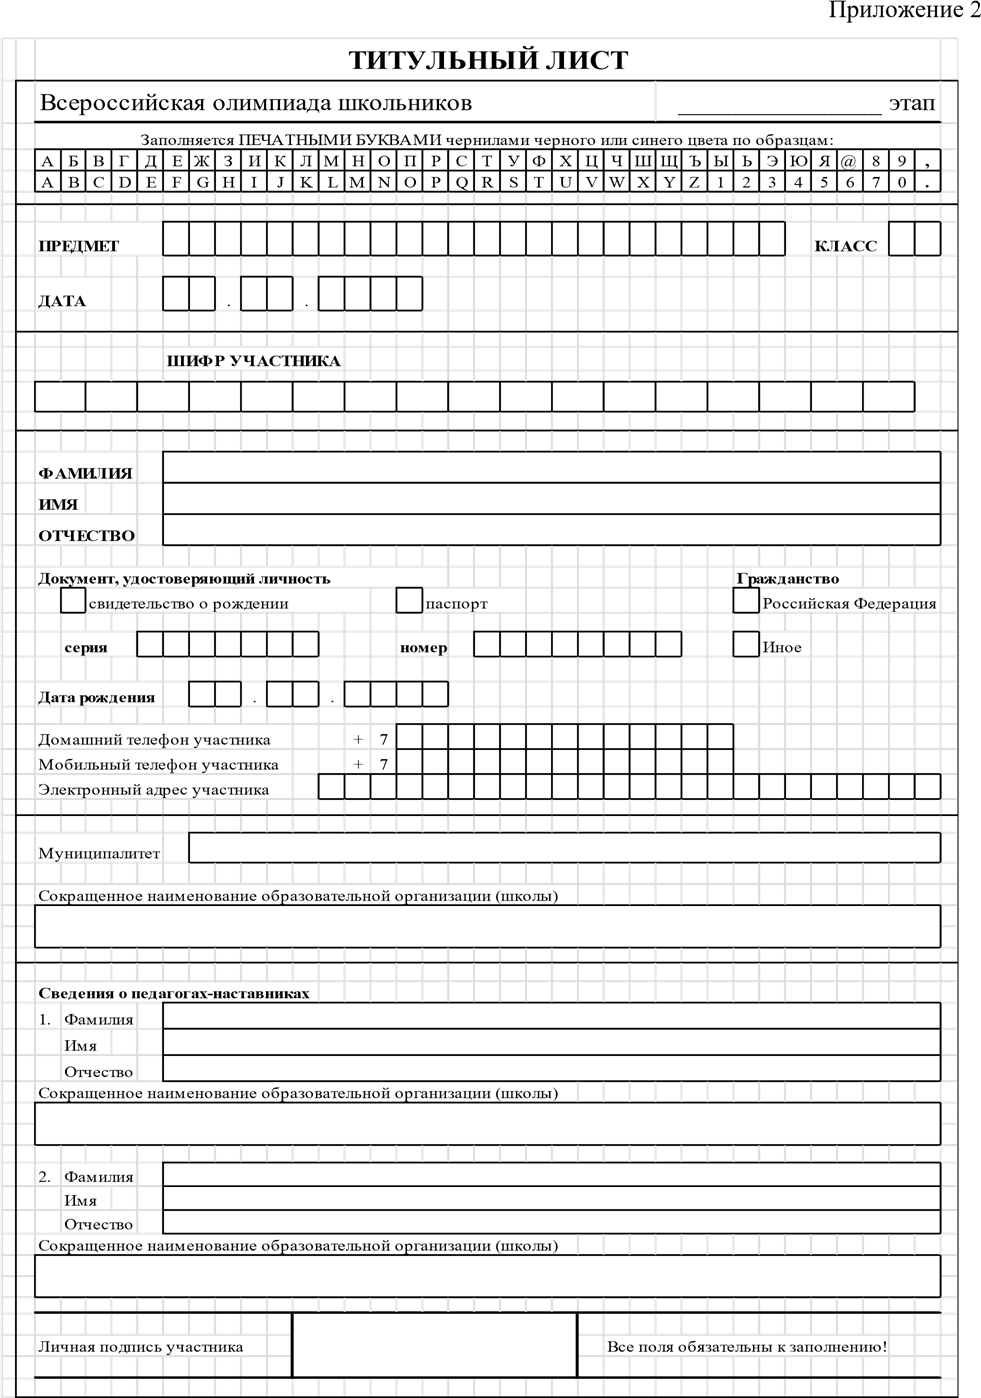 Приложение 2
ТИТУЛЬНЫЙ ЛИСТ
Всероссийская олимпиада школьников _________________ этап
Заполняется ПЕЧАТНЫМИ БУКВАМИ чернилами черного или синего цвета по образцам:
А Б В Г Д Е Ж З И К Л М Н О П Р С Т У Ф Х Ц Ч Ш Щ Ъ Ы Ь Э Ю Я @ 8 9 ,
A B C D E F G H I J K L M N O P Q R S T U V W X Y Z 1 2 3 4 5 6 7 0 .
ПРЕДМЕТ КЛАСС
ДАТА . .
ШИФР УЧАСТНИКА
ФАМИЛИЯ
ИМЯ
ОТЧЕСТВО
Документ, удостоверяющий личность Гражданство
свидетельство о рождении паспорт Российская Федерация
серия номер Иное
Дата рождения . .
Домашний телефон участника + 7
Мобильный телефон участника + 7
Электронный адрес участника
Муниципалитет
Сокращенное наименование образовательной организации (школы)
Сведения о педагогах-наставниках
1. Фамилия
Имя
Отчество
Сокращенное наименование образовательной организации (школы)
2. Фамилия
Имя
Отчество
Сокращенное наименование образовательной организации (школы)
Личная подпись участника Все поля обязательны к заполнению!